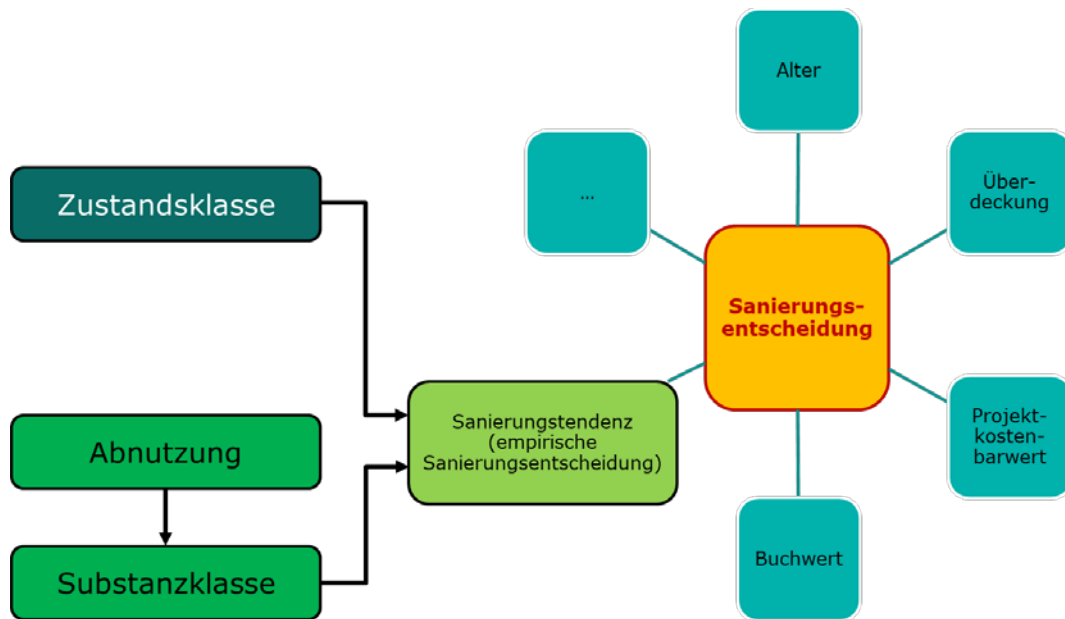 Alter
...
Über-
deckung
Zustandsklasse
Sanierungs-
entscheidung
Sanierungstendenz
(empirische
Sanierungsentscheidung)
Projekt-
kosten-
barwert
Abnutzung
Buchwert
Substanzklasse